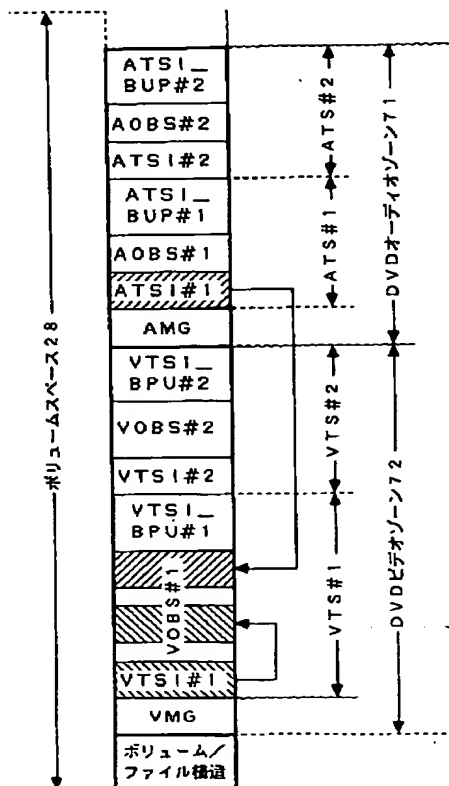 ATSI_
BUP#2
AOBS#2
ATSI#2
ATSI_
BUP#1
AOBS#1
ATSI#1
AMG
VTSI_
BPU#2
VOBS#2
VTSI#2
VTSI_
BPU#1
VOBS#1
VTSI#1
VMG
ボリューム/
ファイル構造
ボリュームスペース28
ATS#2
ATS#1
VTS#2
VTS#1
DVDオーディオゾーン71
DVDビデオゾーン72